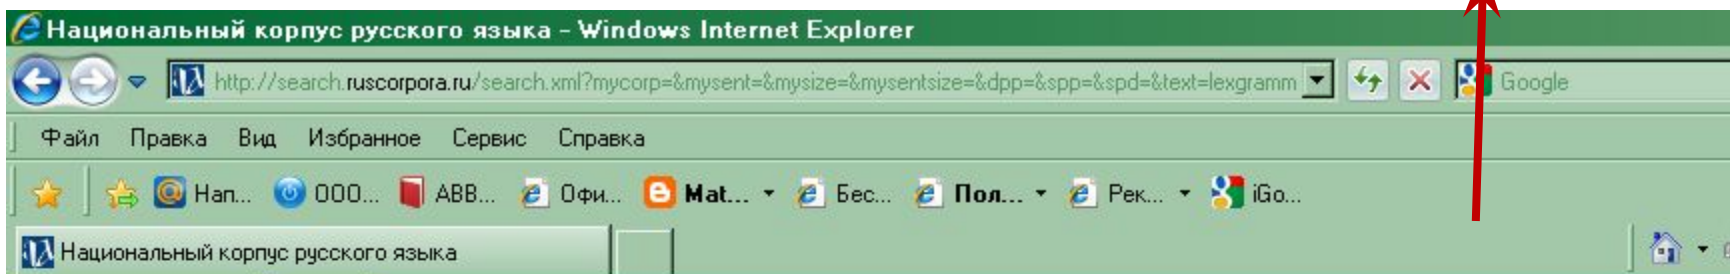 Национальный корпус русского языка - Windows Internet Explorer
http://search.ruscorpora.ru/search.xml?mycorp=&mysent=&mysize=&mysentsize=&dpp=&spp=&spd=&text=lexgramm Google
Файл Правка Вид Избранное Сервис Справка
Нап... ООО... ABB... Офи... Mat... Бес... Пол... Рек... iGo...
Национальный корпус русского языка